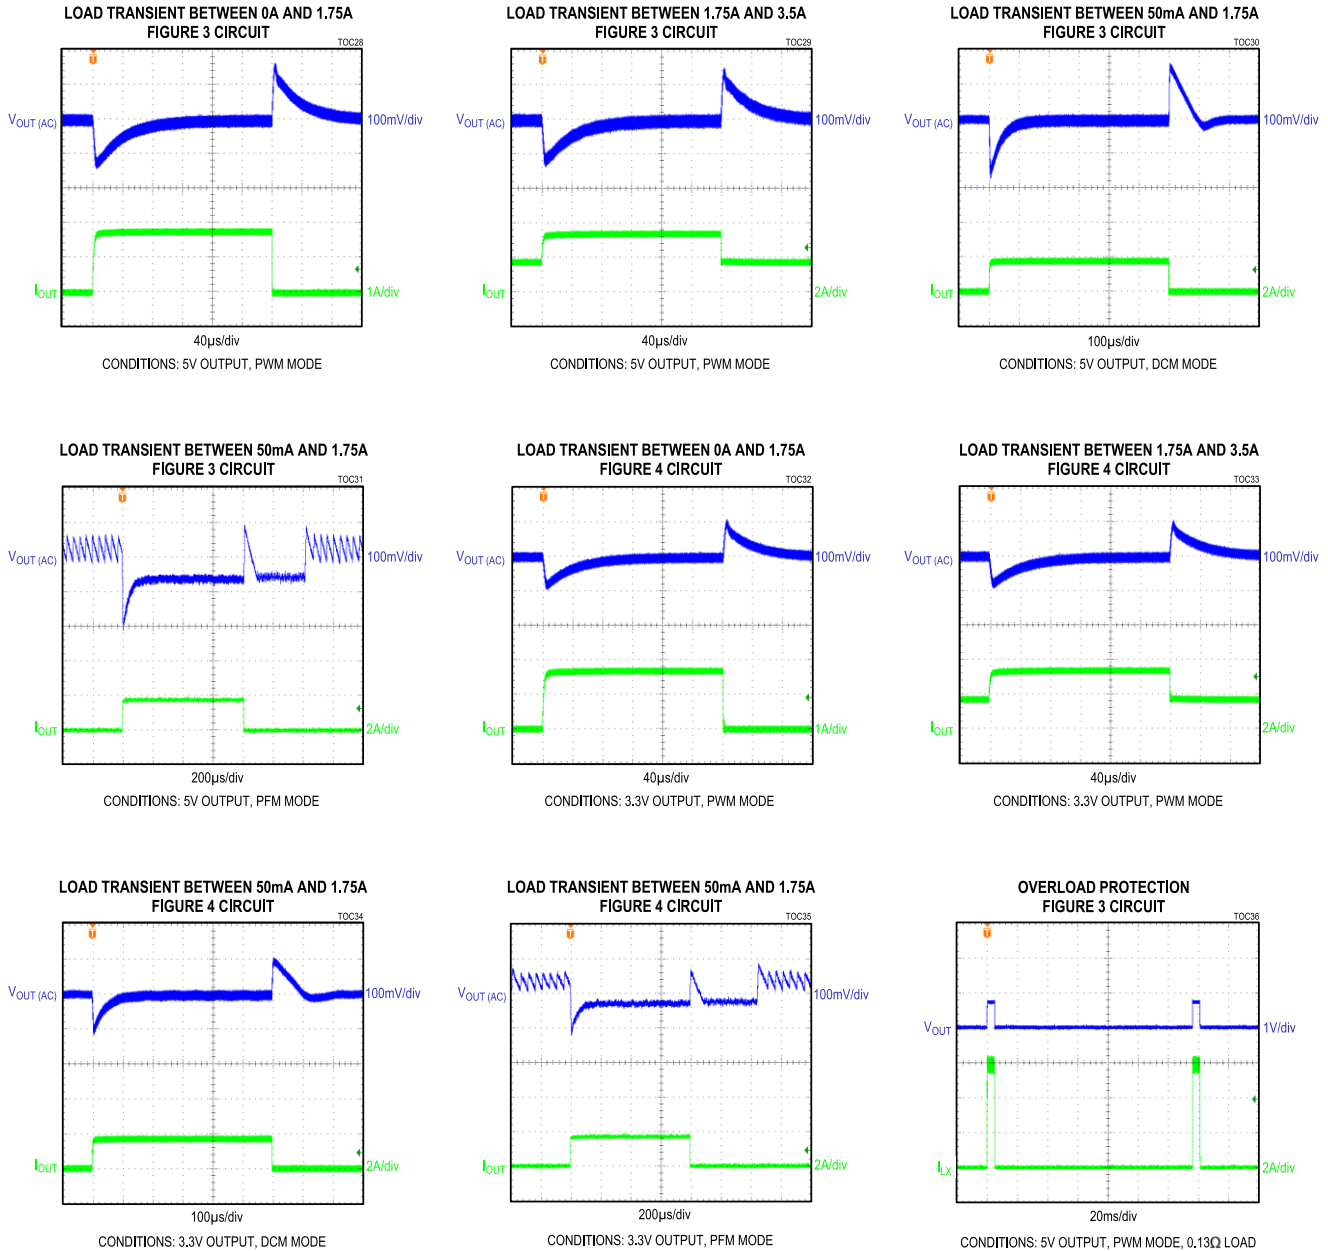 LOAD TRANSIENT BETWEEN 0A AND 1.75A
FIGURE 3 CIRCUIT
TOC28
T
VOUT (AC)
100mV/div
IOUT
1A/div
40µs/div
CONDITIONS: 5V OUTPUT, PWM MODE
LOAD TRANSIENT BETWEEN 1.75A AND 3.5A
FIGURE 3 CIRCUIT
TOC29
T
VOUT (AC)
100mV/div
IOUT
2A/div
40µs/div
CONDITIONS: 5V OUTPUT, PWM MODE
LOAD TRANSIENT BETWEEN 50mA AND 1.75A
FIGURE 3 CIRCUIT
TOC30
T
VOUT (AC)
100mV/div
IOUT
2A/div
100µs/div
CONDITIONS: 5V OUTPUT, DCM MODE
LOAD TRANSIENT BETWEEN 50mA AND 1.75A
FIGURE 3 CIRCUIT
TOC31
T
VOUT (AC)
100mV/div
IOUT
2A/div
200µs/div
CONDITIONS: 5V OUTPUT, PFM MODE
LOAD TRANSIENT BETWEEN 0A AND 1.75A
FIGURE 4 CIRCUIT
TOC32
T
VOUT (AC)
100mV/div
IOUT
1A/div
40µs/div
CONDITIONS: 3.3V OUTPUT, PWM MODE
LOAD TRANSIENT BETWEEN 1.75A AND 3.5A
FIGURE 4 CIRCUIT
TOC33
T
VOUT (AC)
100mV/div
IOUT
2A/div
40µs/div
CONDITIONS: 3.3V OUTPUT, PWM MODE
LOAD TRANSIENT BETWEEN 50mA AND 1.75A
FIGURE 4 CIRCUIT
TOC34
T
VOUT (AC)
100mV/div
IOUT
2A/div
100µs/div
CONDITIONS: 3.3V OUTPUT, DCM MODE
LOAD TRANSIENT BETWEEN 50mA AND 1.75A
FIGURE 4 CIRCUIT
TOC35
T
VOUT (AC)
100mV/div
IOUT
2A/div
200µs/div
CONDITIONS: 3.3V OUTPUT, PFM MODE
OVERLOAD PROTECTION
FIGURE 3 CIRCUIT
TOC36
T
VOUT
1V/div
ILX
2A/div
20ms/div
CONDITIONS: 5V OUTPUT, PWM MODE, 0.13Ω LOAD